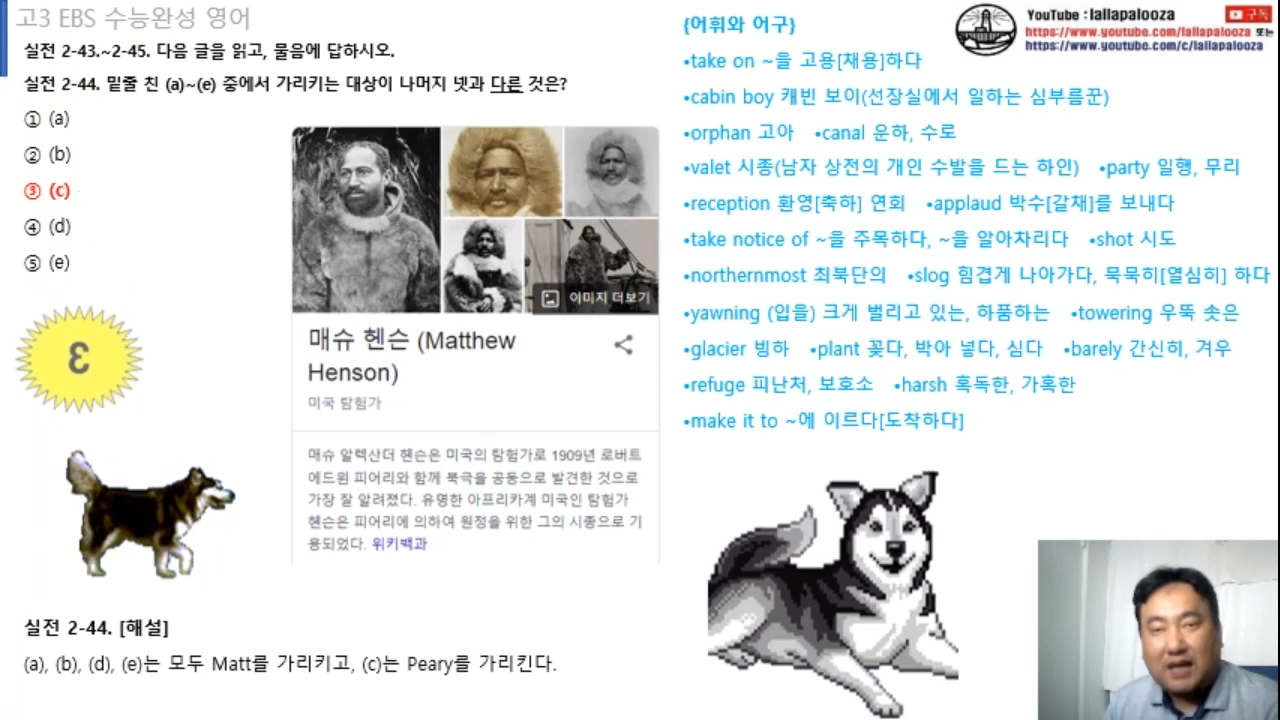 고3 EBS 수능완성 영어
실전 2-43.~2-45. 다음 글을 읽고, 물음에 답하시오.
실전 2-44. 밑줄 친 (a)~(e) 중에서 가리키는 대상이 나머지 넷과 다른 것은?
① (a)
② (b)
③ (c)
④ (d)
⑤ (e)
3
이미지 더보기
매슈 헨슨 (Matthew
Henson)
미국 탐험가
매슈 알렉산더 헨슨은 미국의 탐험가로 1909년 로버트
에드윈 피어리와 함께 북극을 공동으로 발견한 것으로
가장 잘 알려졌다. 유명한 아프리카계 미국인 탐험가
헨슨은 피어리에 의하여 원정을 위한 그의 시종으로 기
용되었다. 위키백과
실전 2-44. [해설]
(a), (b), (d), (e)는 모두 Matt를 가리키고, (c)는 Peary를 가리킨다.
{어휘와 어구}
•take on ~을 고용[채용]하다
•cabin boy 캐빈 보이(선장실에서 일하는 심부름꾼)
•orphan 고아 •canal 운하, 수로
•valet 시종(남자 상전의 개인 수발을 드는 하인) •party 일행, 무리
•reception 환영[축하] 연회 •applaud 박수[갈채]를 보내다
•take notice of ~을 주목하다, ~을 알아차리다 •shot 시도
•northernmost 최북단의 •slog 힘겹게 나아가다, 묵묵히[열심히] 하다
•yawning (입을) 크게 벌리고 있는, 하품하는 •towering 우뚝 솟은
•glacier 빙하 •plant 꽂다, 박아 넣다, 심다 •barely 간신히, 겨우
•refuge 피난처, 보호소 •harsh 혹독한, 가혹한
•make it to ~에 이르다[도착하다]
YouTube : lallapalooza 구독
https://www.youtube.com/lallapalooza 또는
https://www.youtube.com/c/lallapalooza